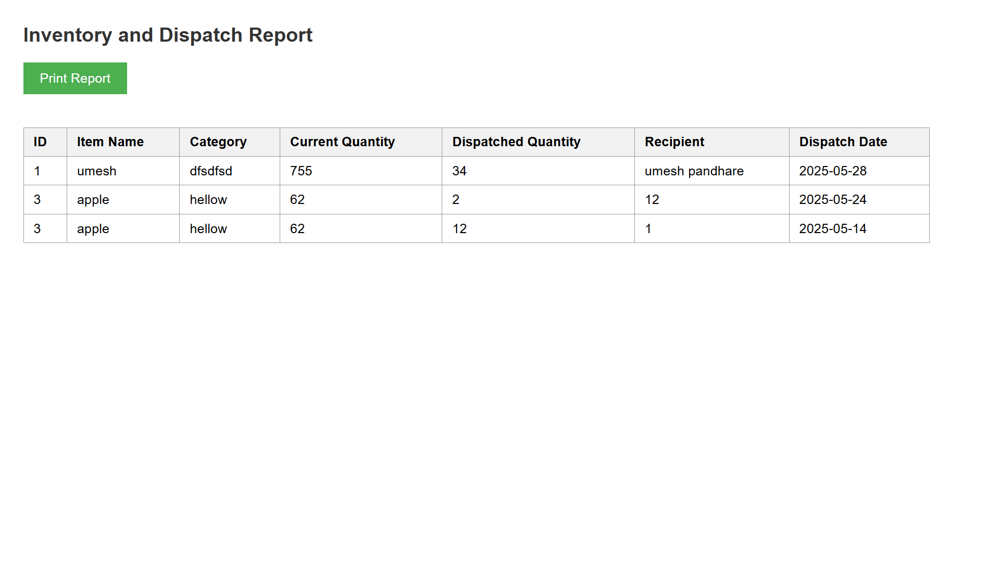 Inventory and Dispatch Report
Print Report
ID Item Name Category Current Quantity Dispatched Quantity Recipient Dispatch Date
1 umesh dfsdfsd 755 34 umesh pandhare 2025-05-28
3 apple hellow 62 2 12 2025-05-24
3 apple hellow 62 12 1 2025-05-14